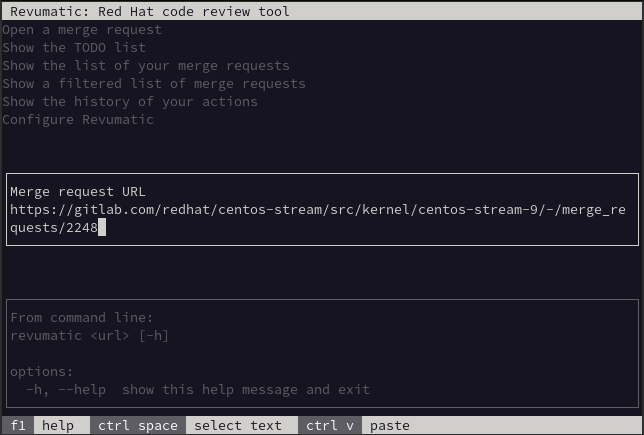 Revumatic: Red Hat code review tool
Open a merge request
Show the TODO list
Show the list of your merge requests
Show a filtered list of merge requests
Show the history of your actions
Configure Revumatic
Merge request URL
https://gitlab.com/redhat/centos-stream/src/kernel/centos-stream-9/-/merge_re
quests/2248
From command line:
revumatic <url> [-h]
options:
-h, --help  show this help message and exit
f1 help ctrl space select text ctrl v paste